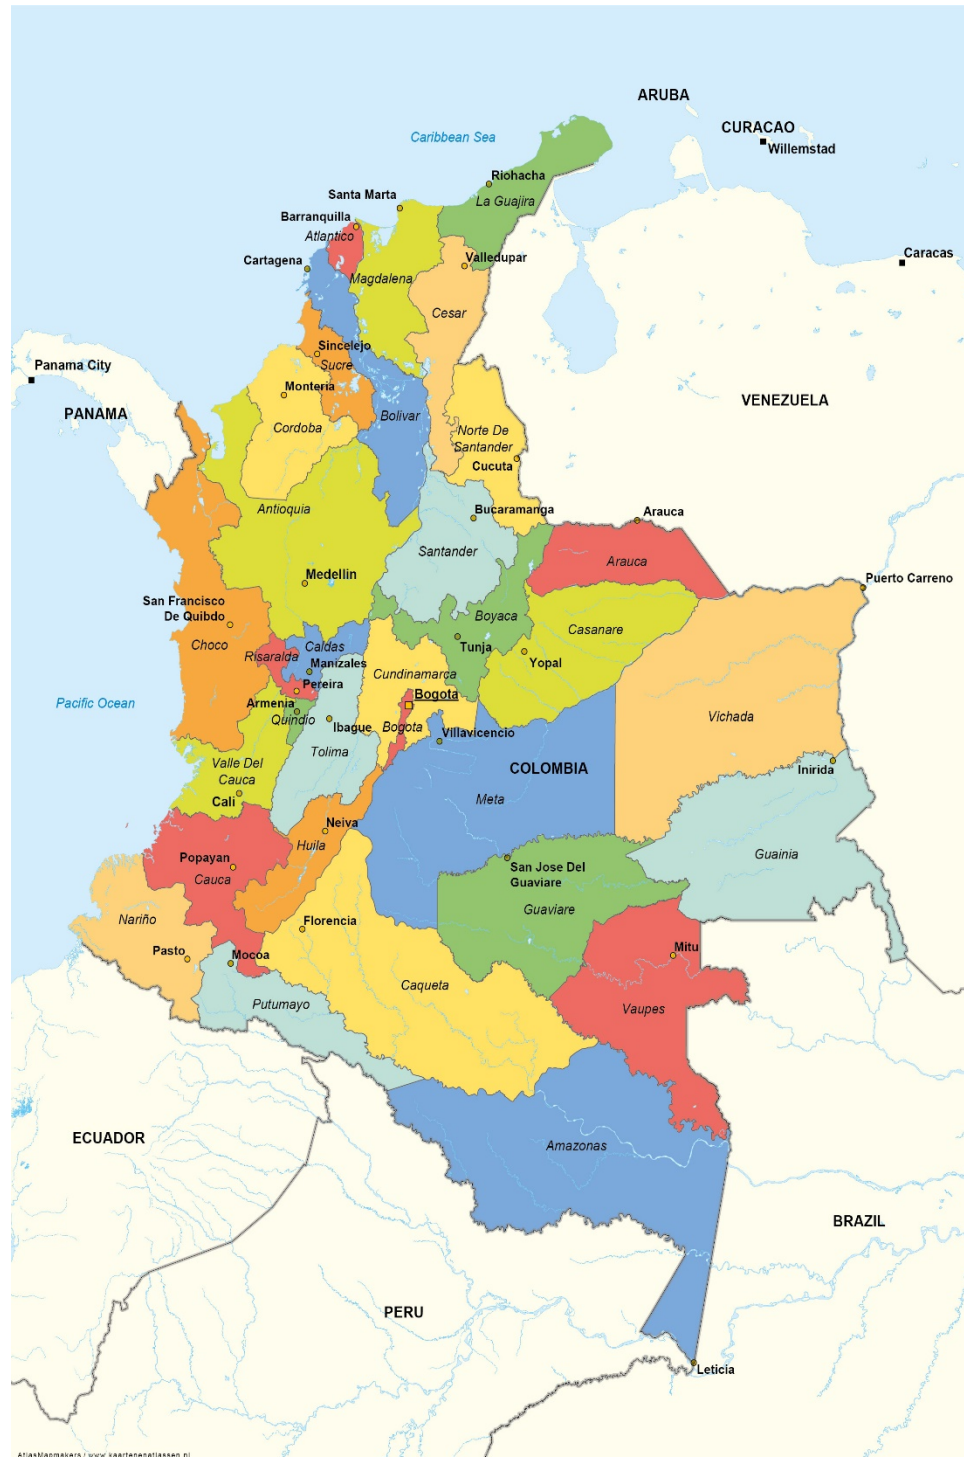 ARUBA
CURACAO
Willemstad
Caribbean Sea
Riohacha
La Guajira
Santa Marta
Barranquilla
Atlantico
Cartagena
Magdalena
Valledupar
Caracas
Cesar
Sincelejo
Sucre
Panama City
Monteria
PANAMA
Bolivar
VENEZUELA
Cordoba
Norte De
Santander
Cucuta
Antioquia
Bucaramanga
Arauca
Santander
Arauca
Medellin
Puerto Carreno
San Francisco
De Quibdo
Choco
Boyaca
Casanare
Tunja
Risaralda
Caldas
Manizales
Yopal
Cundinamarca
Pereira
Bogota
Armenia
Quindio
Pacific Ocean
Ibague
Bogota
Villavicencio
Vichada
Tolima
Valle Del
Cauca
COLOMBIA
Inirida
Cali
Meta
Neiva
Huila
Guainia
Popayan
Cauca
San Jose Del
Guaviare
Guaviare
Nariño
Florencia
Pasto
Mocoa
Mitu
Caqueta
Putumayo
Vaupes
ECUADOR
Amazonas
BRAZIL
PERU
Leticia
AtlasMapmakers / www.kaartenenatlassen.nl